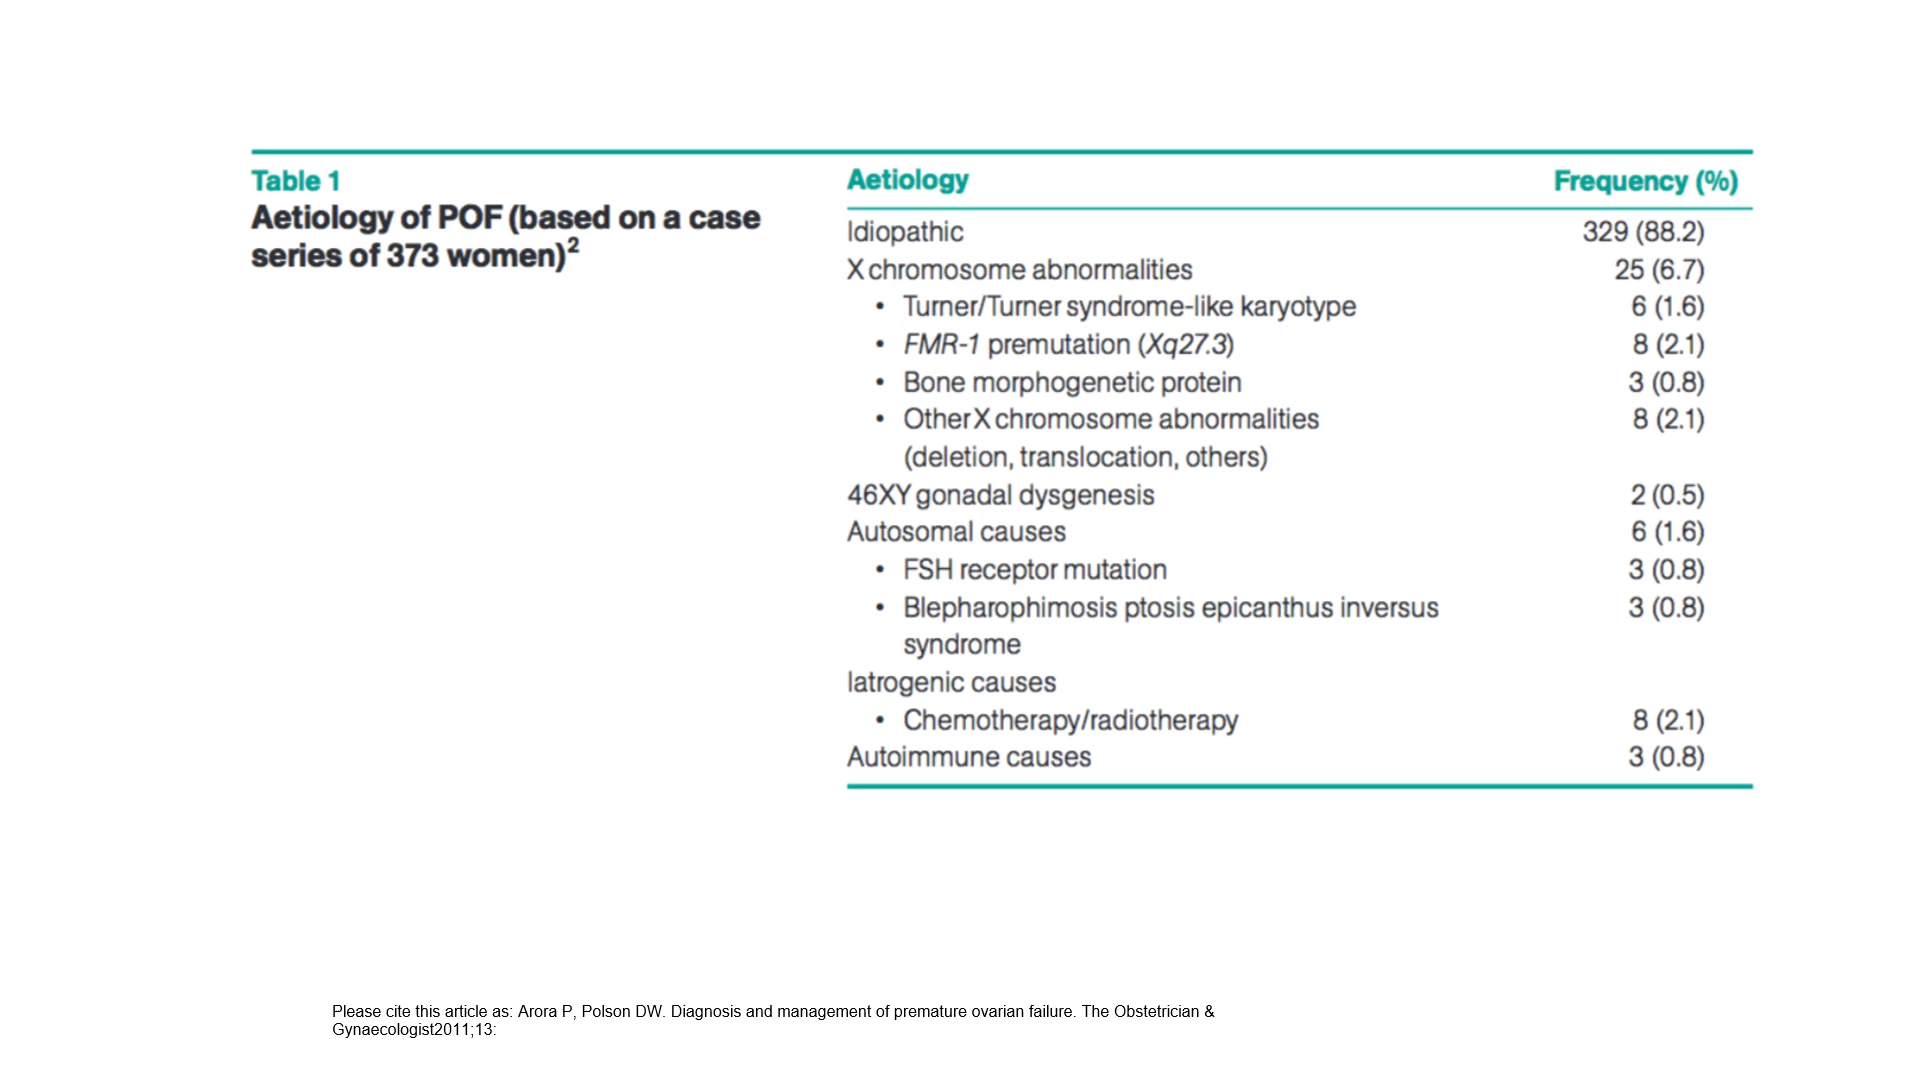 Table 1
Aetiology of POF (based on a case
series of 373 women)2
Aetiology Frequency (%)
Idiopathic 329 (88.2)
X chromosome abnormalities 25 (6.7)
• Turner/Turner syndrome-like karyotype 6 (1.6)
• FMR-1 premutation (Xq27.3) 8 (2.1)
• Bone morphogenetic protein 3 (0.8)
• Other X chromosome abnormalities 8 (2.1)
(deletion, translocation, others)
46XY gonadal dysgenesis 2 (0.5)
Autosomal causes 6 (1.6)
• FSH receptor mutation 3 (0.8)
• Blepharophimosis ptosis epicanthus inversus 3 (0.8)
syndrome
Iatrogenic causes
• Chemotherapy/radiotherapy 8 (2.1)
Autoimmune causes 3 (0.8)
Please cite this article as: Arora P, Polson DW. Diagnosis and management of premature ovarian failure. The Obstetrician &
Gynaecologist2011;13: